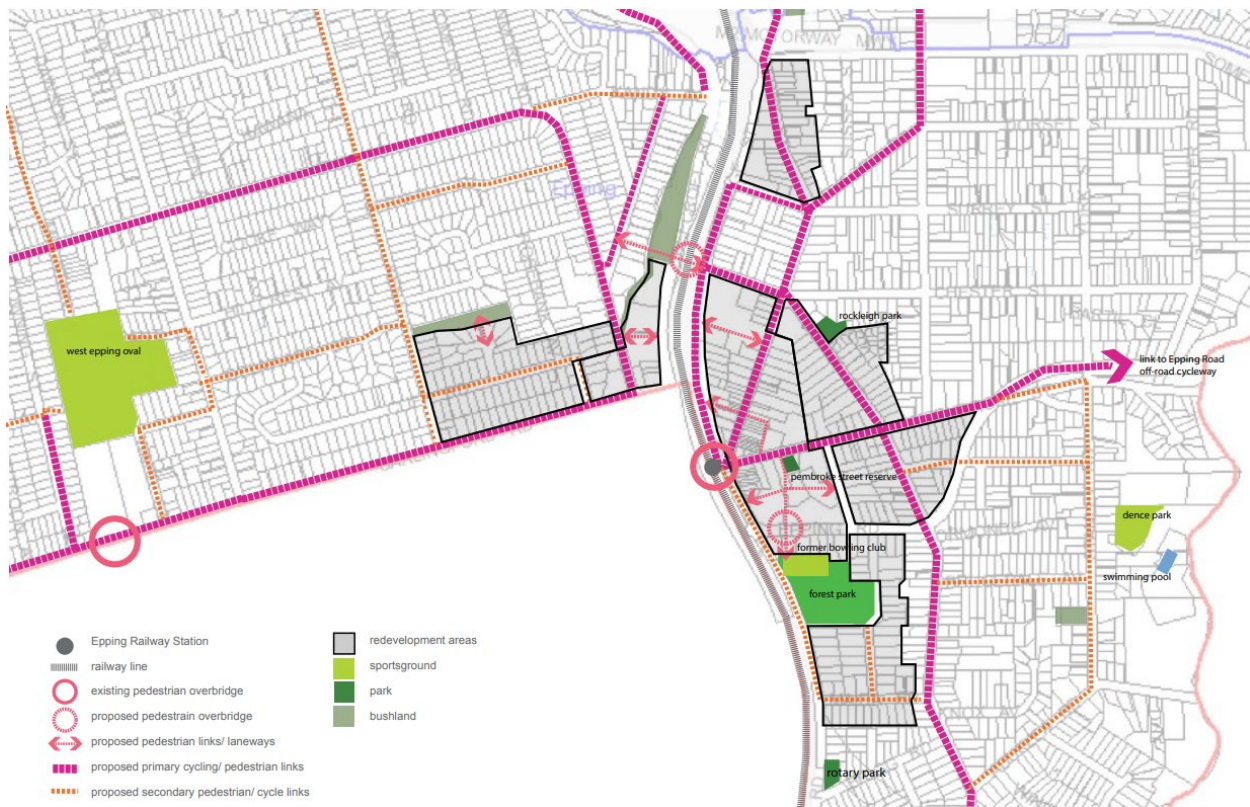 Epping
west epping oval
rockleigh park
link to Epping Road
off-road cycleway
pembroke street reserve
dence park
former bowling club
swimming pool
forest park
rotary park
Epping Railway Station
railway line
existing pedestrian overbridge
proposed pedestrain overbridge
proposed pedestrian links/ laneways
proposed primary cycling/ pedestrian links
proposed secondary pedestrian/ cycle links
redevelopment areas
sportsground
park
bushland